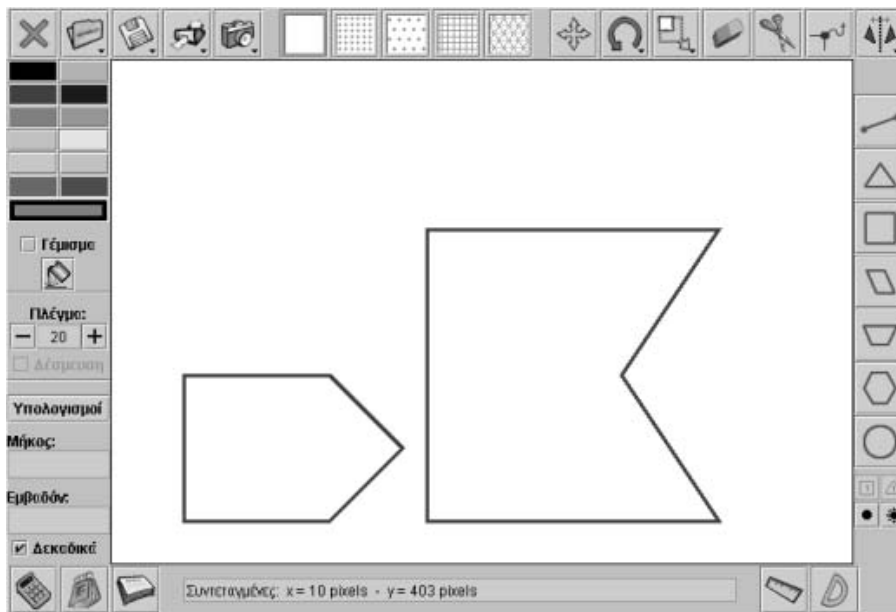 Γέμισμα
Πλέγμα:
20
Δέσμευση
Υπολογισμοί
Μήκος:
Εμβαδόν:
Δεκαδικά
Συντεταγμένες: x = 10 pixels - y = 403 pixels